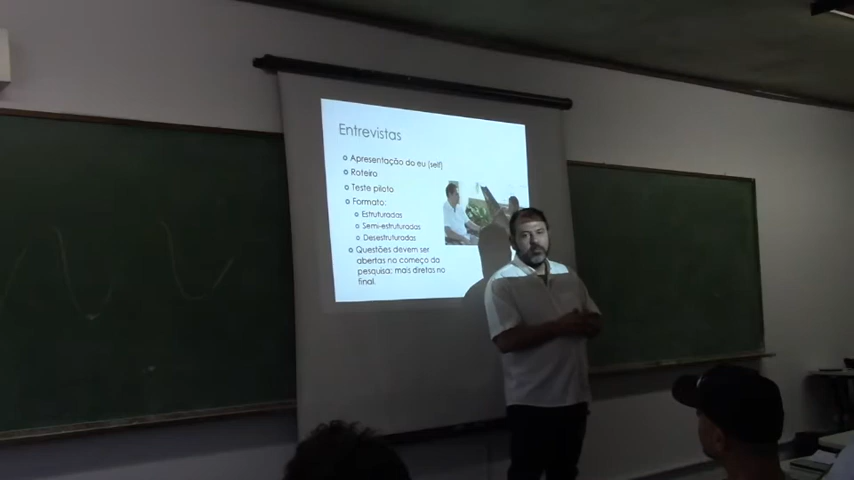 Entrevistas
Apresentação do eu (self)
Roteiro
Teste piloto
Formato:
Estruturadas
Semi-estruturadas
Desestruturadas
Questões devem ser
abertas no começo da
pesquisa; mais diretas no
final.